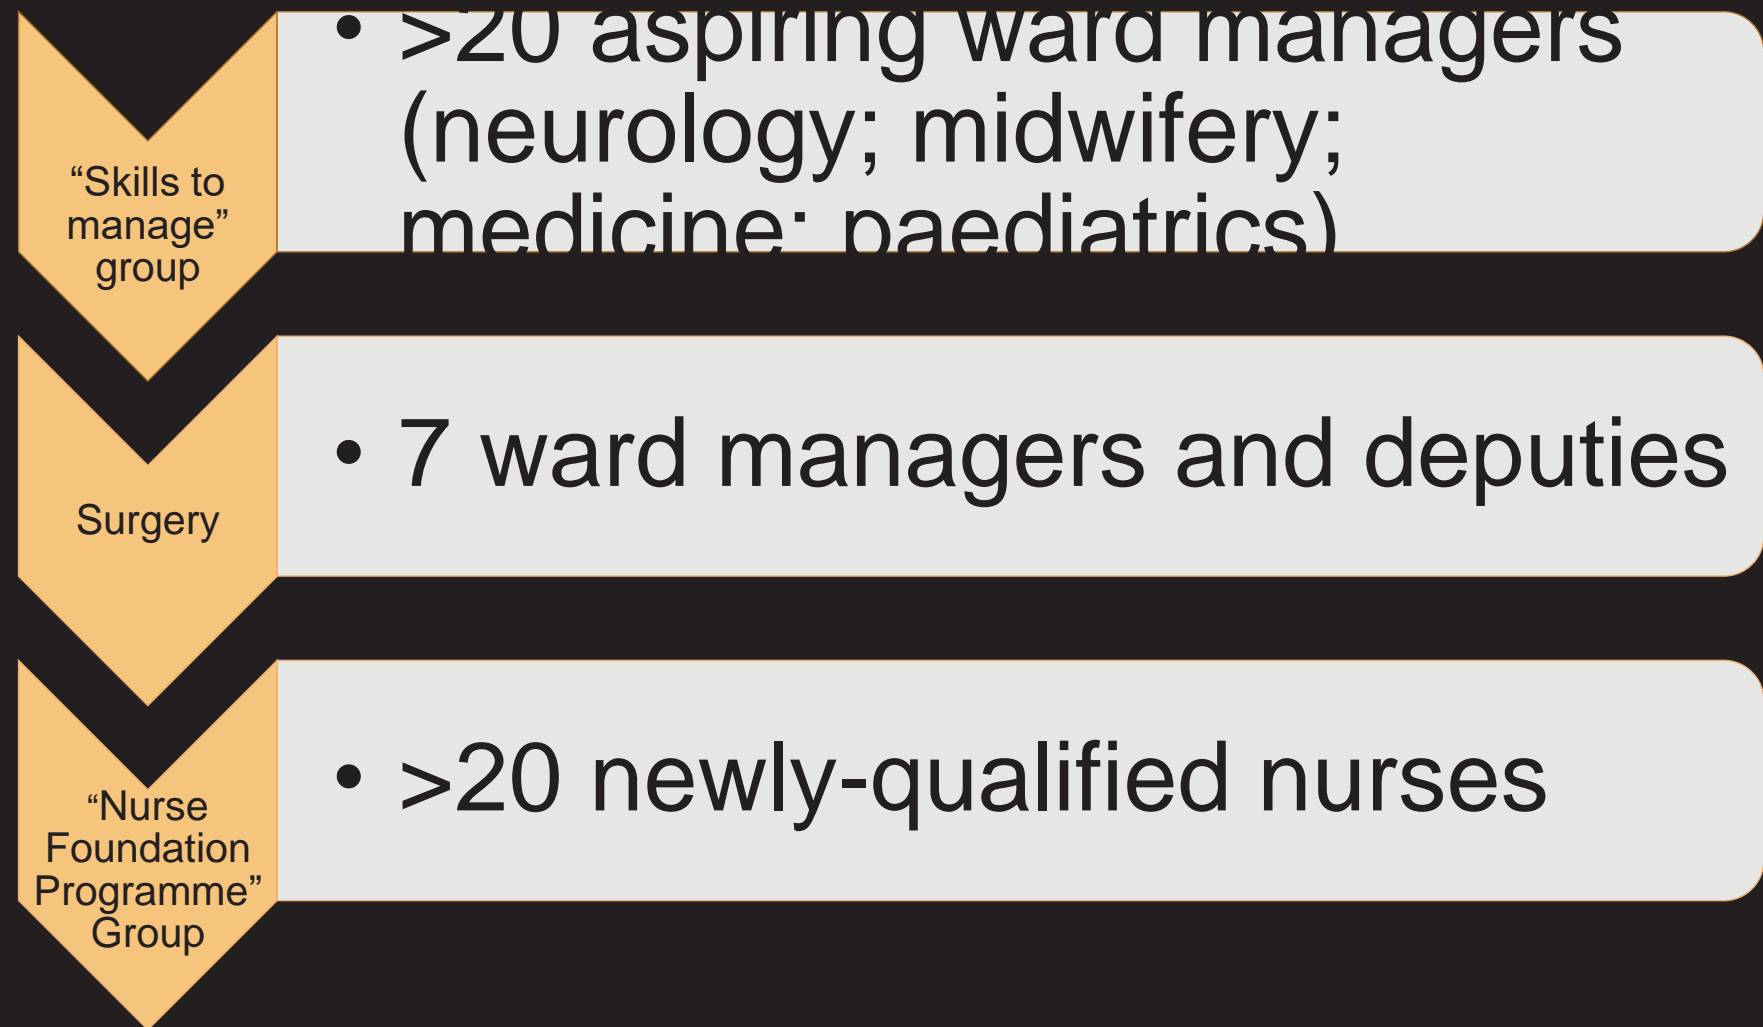 “Skills to
manage”
group
• >20 aspiring ward managers
(neurology; midwifery;
medicine; paediatrics)
Surgery
• 7 ward managers and deputies
“Nurse
Foundation
Programme”
Group
• >20 newly-qualified nurses